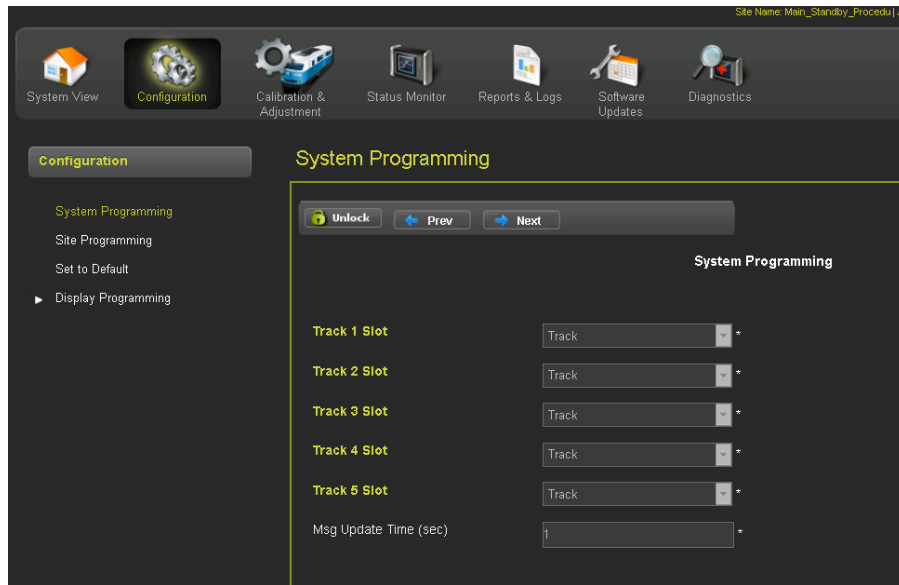 Site Name: Main_Standby_Procedu|
System View Configuration Calibration & Adjustment Status Monitor Reports & Logs Software Updates Diagnostics
Configuration
System Programming
Site Programming
Set to Default
Display Programming
System Programming
Unlock Prev Next
System Programming
Track 1 Slot Track *
Track 2 Slot Track *
Track 3 Slot Track *
Track 4 Slot Track *
Track 5 Slot Track *
Msg Update Time (sec) 1 *